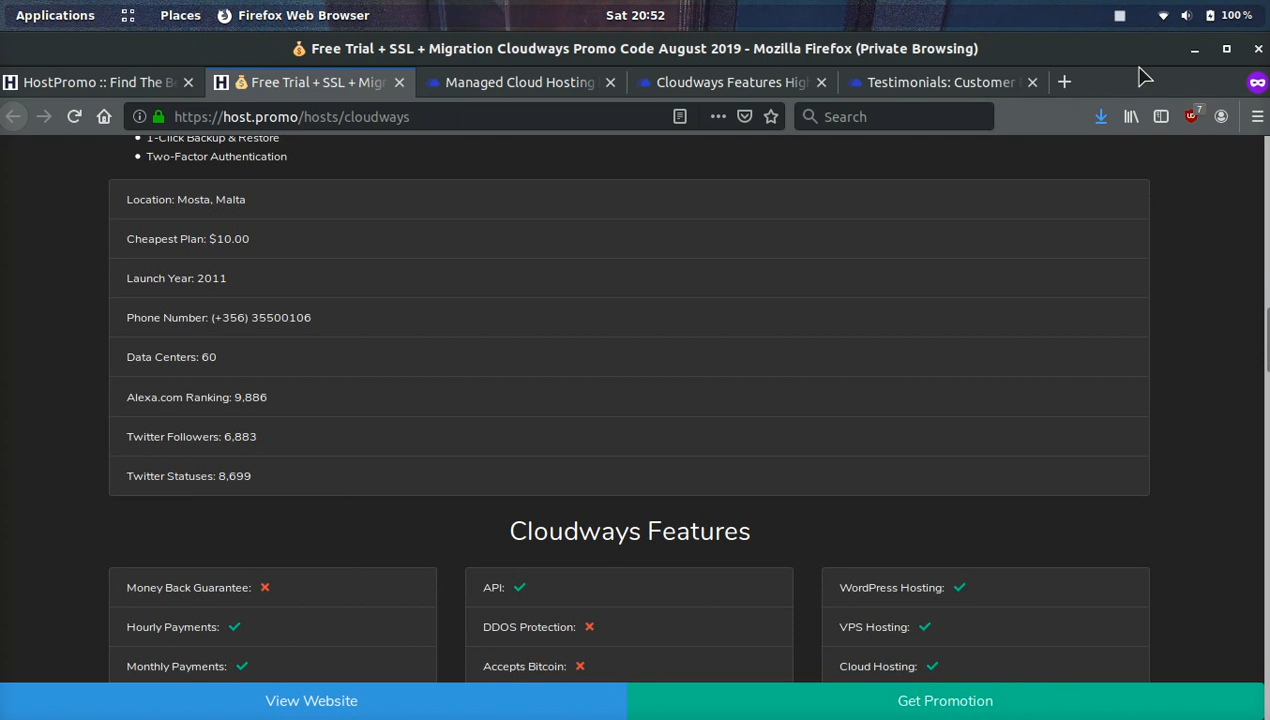 Applications Places Firefox Web Browser Sat 20:52 100 %
💰 Free Trial + SSL + Migration Cloudways Promo Code August 2019 - Mozilla Firefox (Private Browsing)
HostPromo :: Find The Be 💰 Free Trial + SSL + Migr Managed Cloud Hosting Cloudways Features High Testimonials: Customer
https://host.promo/hosts/cloudways Search 7
1-Click Backup & Restore
Two-Factor Authentication
Location: Mosta, Malta
Cheapest Plan: $10.00
Launch Year: 2011
Phone Number: (+356) 35500106
Data Centers: 60
Alexa.com Ranking: 9,886
Twitter Followers: 6,883
Twitter Statuses: 8,699
Cloudways Features
Money Back Guarantee: API: WordPress Hosting:
Hourly Payments: DDOS Protection: VPS Hosting:
Monthly Payments: Accepts Bitcoin: Cloud Hosting:
View Website Get Promotion